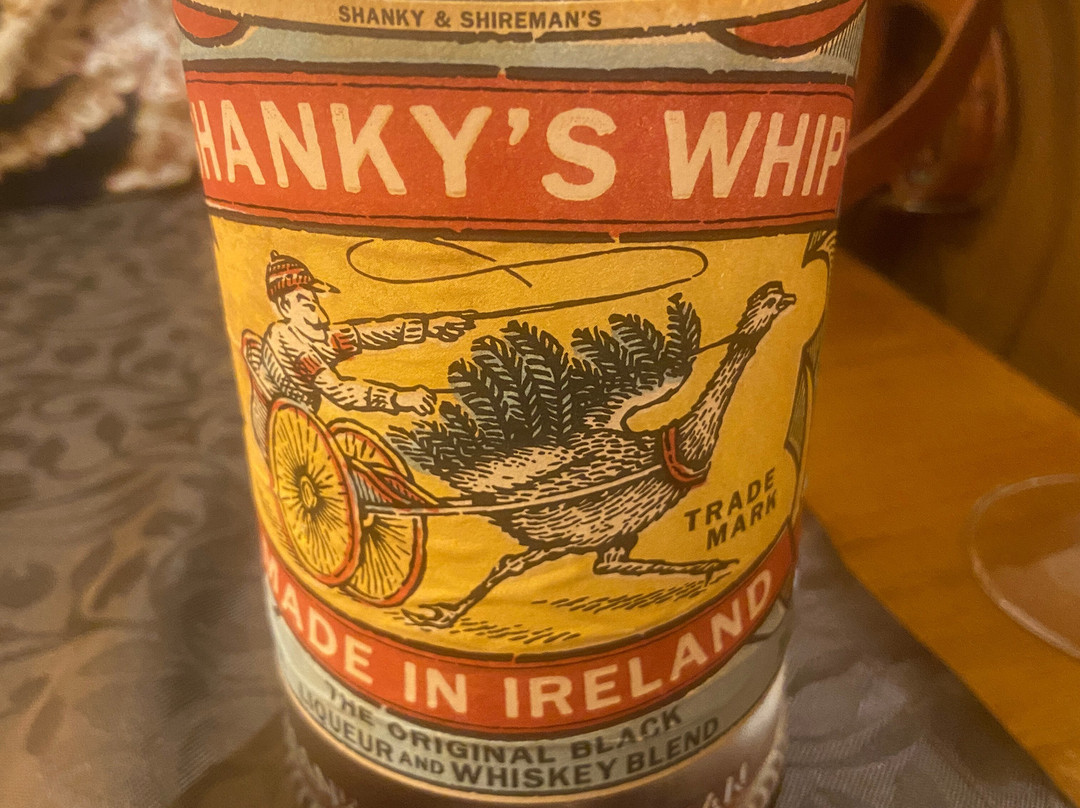 SHANKY & SHIREMAN'S
HANKY'S WHIP
TRADE
MARK
MADE IN IRELAND
THE ORIGINAL BLACK
LIQUEUR AND WHISKEY BLEND